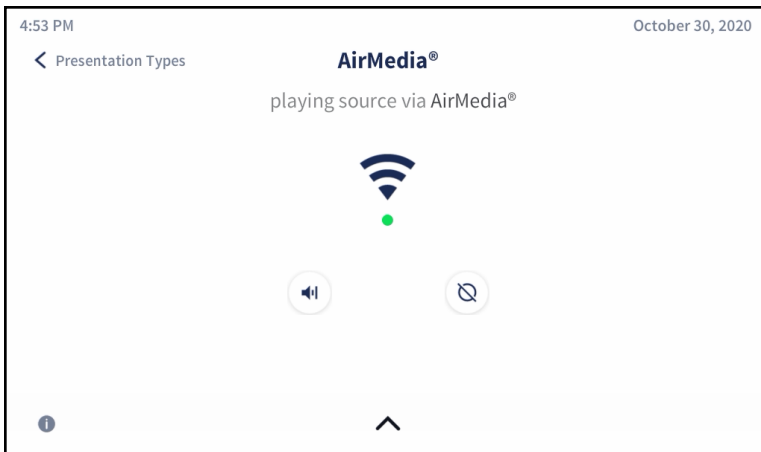 4:53 PM
October 30, 2020
Presentation Types
AirMedia®
playing source via AirMedia®